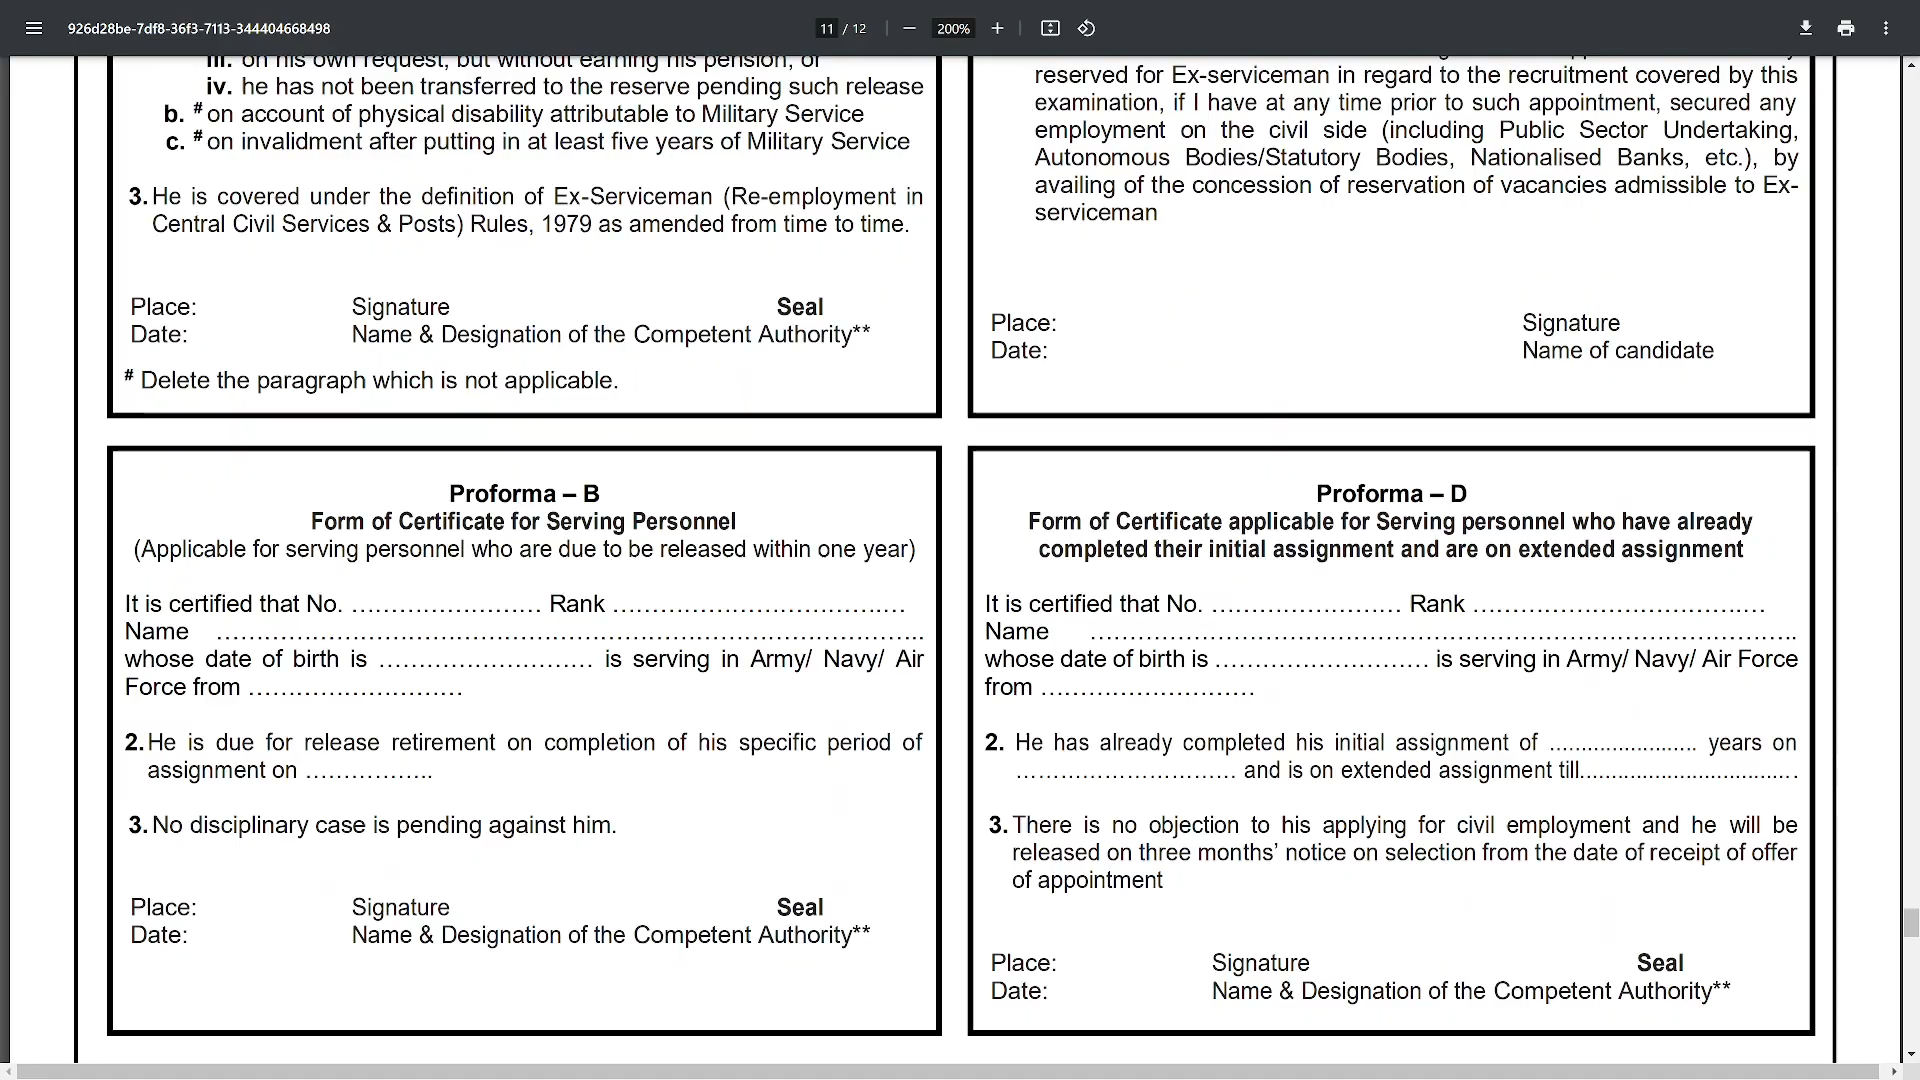 926d28be-7df8-36f3-7113-344404668498
11 / 12
200%
iii. on his own request, but without earning his pension, or
iv. he has not been transferred to the reserve pending such release
b. # on account of physical disability attributable to Military Service
c. # on invalidment after putting in at least five years of Military Service
3. He is covered under the definition of Ex-Serviceman (Re-employment in
Central Civil Services & Posts) Rules, 1979 as amended from time to time.
Place: Signature Seal
Date: Name & Designation of the Competent Authority**
# Delete the paragraph which is not applicable.
reserved for Ex-serviceman in regard to the recruitment covered by this
examination, if I have at any time prior to such appointment, secured any
employment on the civil side (including Public Sector Undertaking,
Autonomous Bodies/Statutory Bodies, Nationalised Banks, etc.), by
availing of the concession of reservation of vacancies admissible to Ex-
serviceman
Place: Signature
Date: Name of candidate
Proforma – B
Form of Certificate for Serving Personnel
(Applicable for serving personnel who are due to be released within one year)
It is certified that No. …………………… Rank ……………………………….
Name ……………………………………………………………………………..
whose date of birth is ……………………… is serving in Army/ Navy/ Air
Force from ………………………
2. He is due for release retirement on completion of his specific period of
assignment on ……………..
3. No disciplinary case is pending against him.
Place: Signature Seal
Date: Name & Designation of the Competent Authority**
Proforma – D
Form of Certificate applicable for Serving personnel who have already
completed their initial assignment and are on extended assignment
It is certified that No. …………………… Rank ……………………………….
Name ……………………………………………………………………………..
whose date of birth is ……………………… is serving in Army/ Navy/ Air Force
from ………………………
2. He has already completed his initial assignment of ........................ years on
………………………. and is on extended assignment till...................................
3. There is no objection to his applying for civil employment and he will be
released on three months’ notice on selection from the date of receipt of offer
of appointment
Place: Signature Seal
Date: Name & Designation of the Competent Authority**